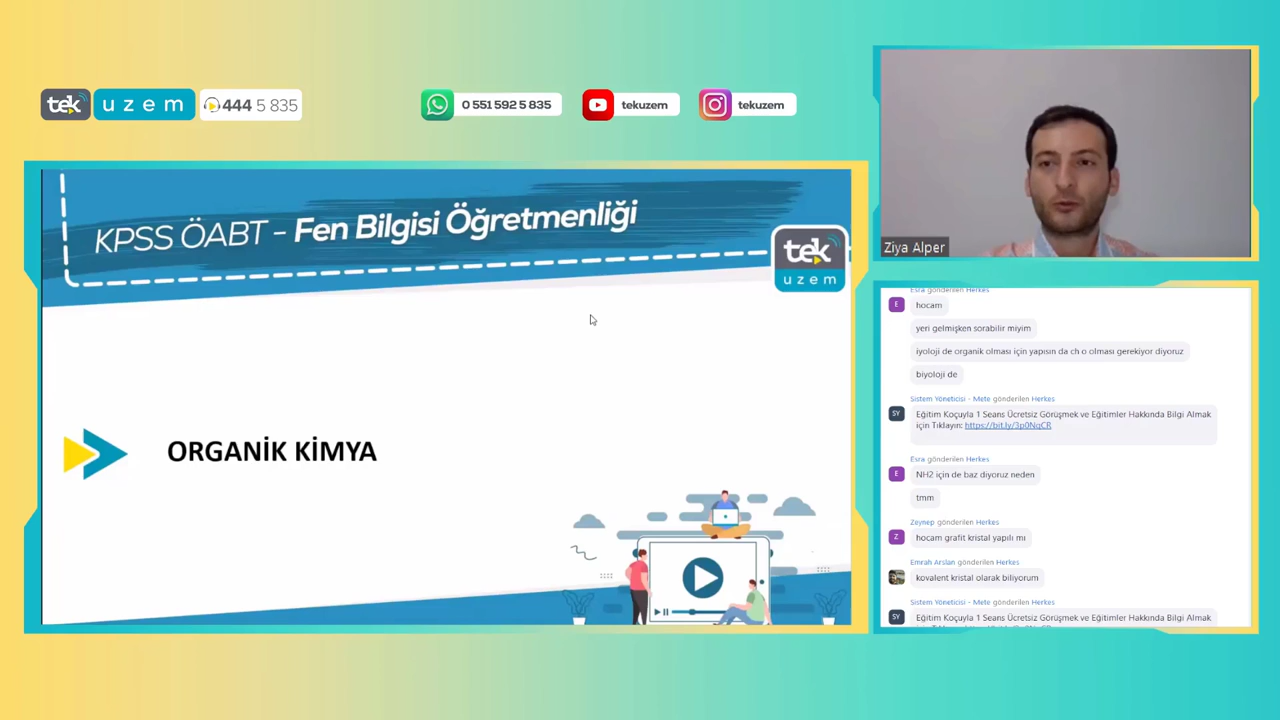 tek uzem 444 5 835
0 551 592 5 835
tekuzem
tekuzem
KPSS ÖABT - Fen Bilgisi Öğretmenliği
tek
uzem
ORGANİK KİMYA
Ziya Alper
Esra gönderilen Herkes
E
hocam
yeri gelmişken sorabilir miyim
iyoloji de organik olması için yapısın da ch o olması gerekiyor diyoruz
biyoloji de
Sistem Yöneticisi - Mete gönderilen Herkes
SY
Eğitim Koçuyla 1 Seans Ücretsiz Görüşmek ve Eğitimler Hakkında Bilgi Almak
için Tıklayın: https://bit.ly/3p0NqCR
Esra gönderilen Herkes
E
NH2 için de baz diyoruz neden
tmm
Zeynep gönderilen Herkes
Z
hocam grafit kristal yapılı mı
Emrah Arslan gönderilen Herkes
kovalent kristal olarak biliyorum
Sistem Yöneticisi - Mete gönderilen Herkes
SY
Eğitim Koçuyla 1 Seans Ücretsiz Görüşmek ve Eğitimler Hakkında Bilgi Almak